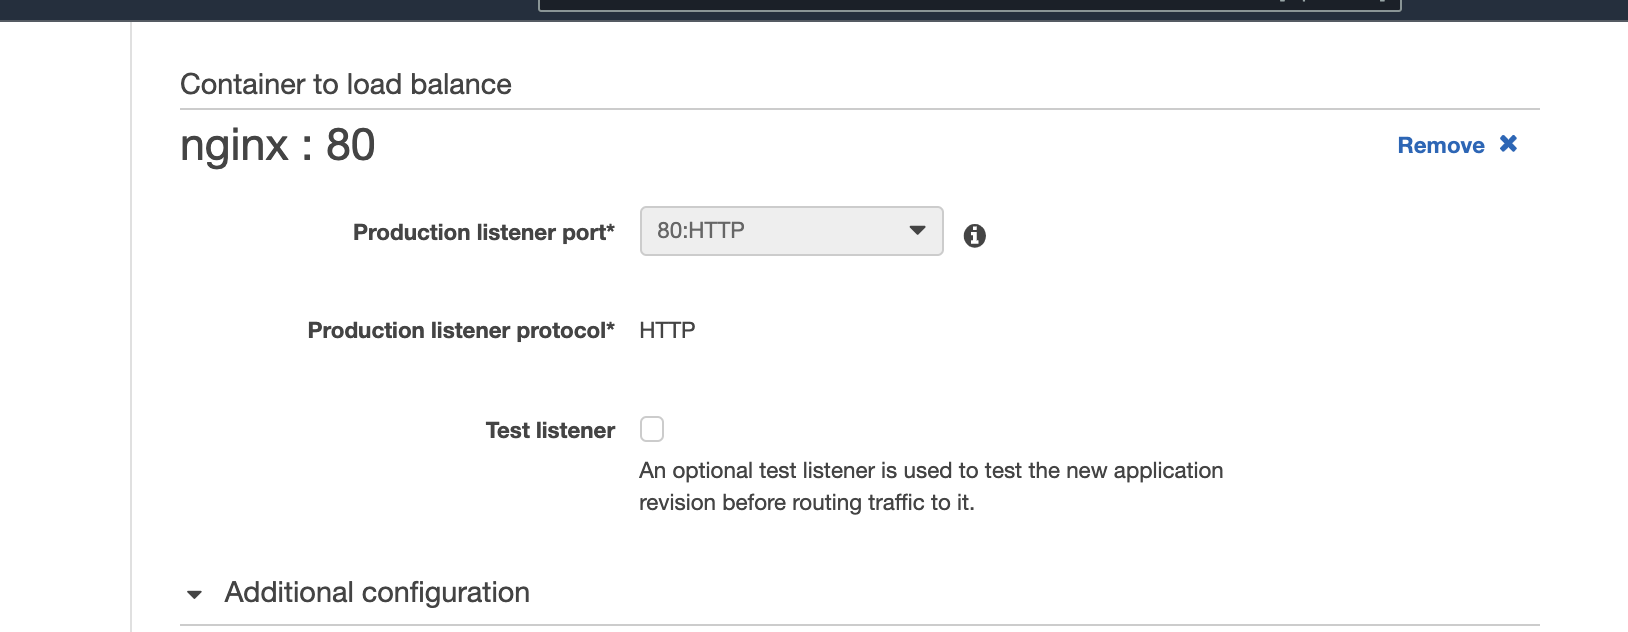 Container to load balance
nginx : 80
Remove ✖
Production listener port* 80:HTTP
Production listener protocol* HTTP
Test listener
An optional test listener is used to test the new application
revision before routing traffic to it.
Additional configuration